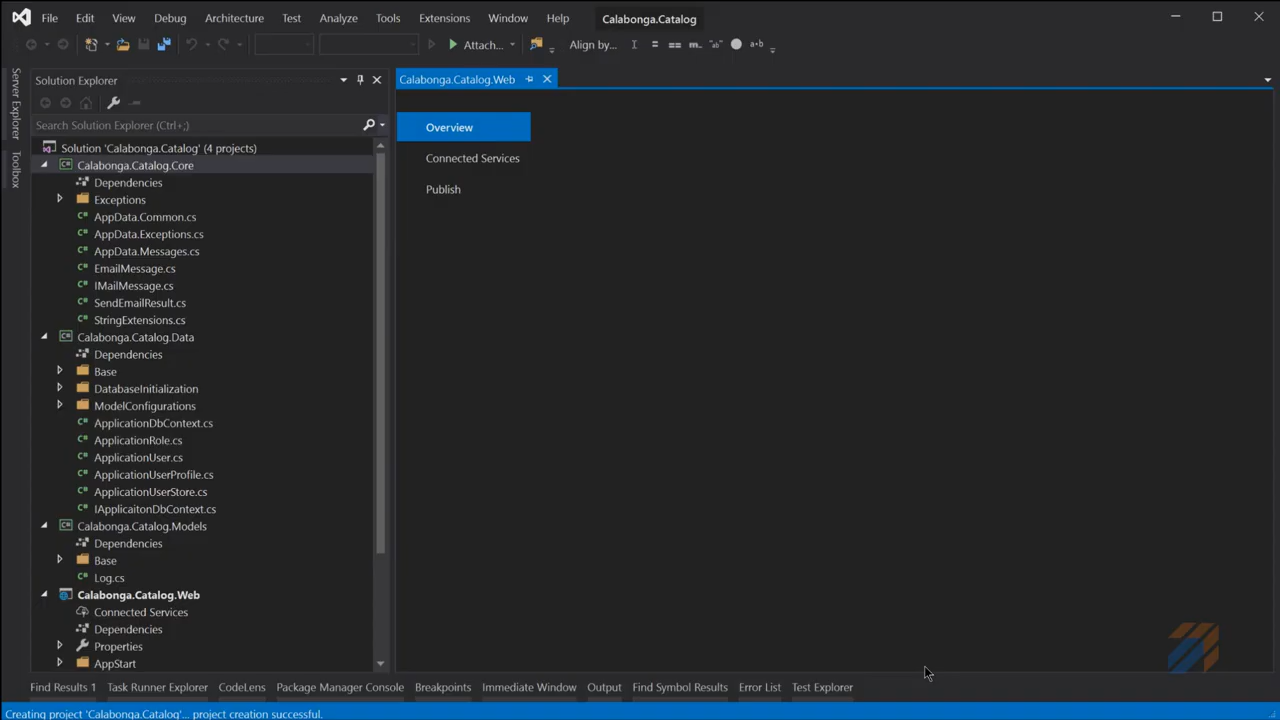 File Edit View Debug Architecture Test Analyze Tools Extensions Window Help Calabonga.Catalog
Attach... Align by...
Server Explorer
Toolbox
Solution Explorer
Search Solution Explorer (Ctrl+;)
Solution 'Calabonga.Catalog' (4 projects)
Calabonga.Catalog.Core
Dependencies
Exceptions
AppData.Common.cs
AppData.Exceptions.cs
AppData.Messages.cs
EmailMessage.cs
IMailMessage.cs
SendEmailResult.cs
StringExtensions.cs
Calabonga.Catalog.Data
Dependencies
Base
DatabaseInitialization
ModelConfigurations
ApplicationDbContext.cs
ApplicationRole.cs
ApplicationUser.cs
ApplicationUserProfile.cs
ApplicationUserStore.cs
IApplicaitonDbContext.cs
Calabonga.Catalog.Models
Dependencies
Base
Log.cs
Calabonga.Catalog.Web
Connected Services
Dependencies
Properties
AppStart
Calabonga.Catalog.Web
Overview
Connected Services
Publish
Find Results 1 Task Runner Explorer CodeLens Package Manager Console Breakpoints Immediate Window Output Find Symbol Results Error List Test Explorer
Creating project 'Calabonga.Catalog'... project creation successful.